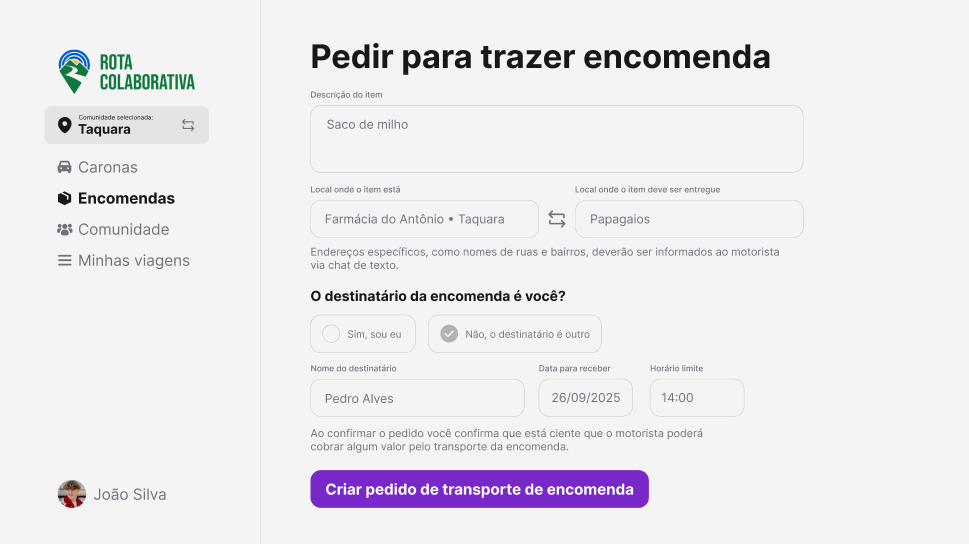 ROTA
COLABORATIVA
Comunidade selecionada:
Taquara
Caronas
Encomendas
Comunidade
Minhas viagens
João Silva
Pedir para trazer encomenda
Descrição do item
Saco de milho
Local onde o item está
Local onde o item deve ser entregue
Farmácia do Antônio • Taquara
Papagaios
Endereços específicos, como nomes de ruas e bairros, deverão ser informados ao motorista
via chat de texto.
O destinatário da encomenda é você?
Sim, sou eu
Não, o destinatário é outro
Nome do destinatário
Data para receber
Horário limite
Pedro Alves
26/09/2025
14:00
Ao confirmar o pedido você confirma que está ciente que o motorista poderá
cobrar algum valor pelo transporte da encomenda.
Criar pedido de transporte de encomenda